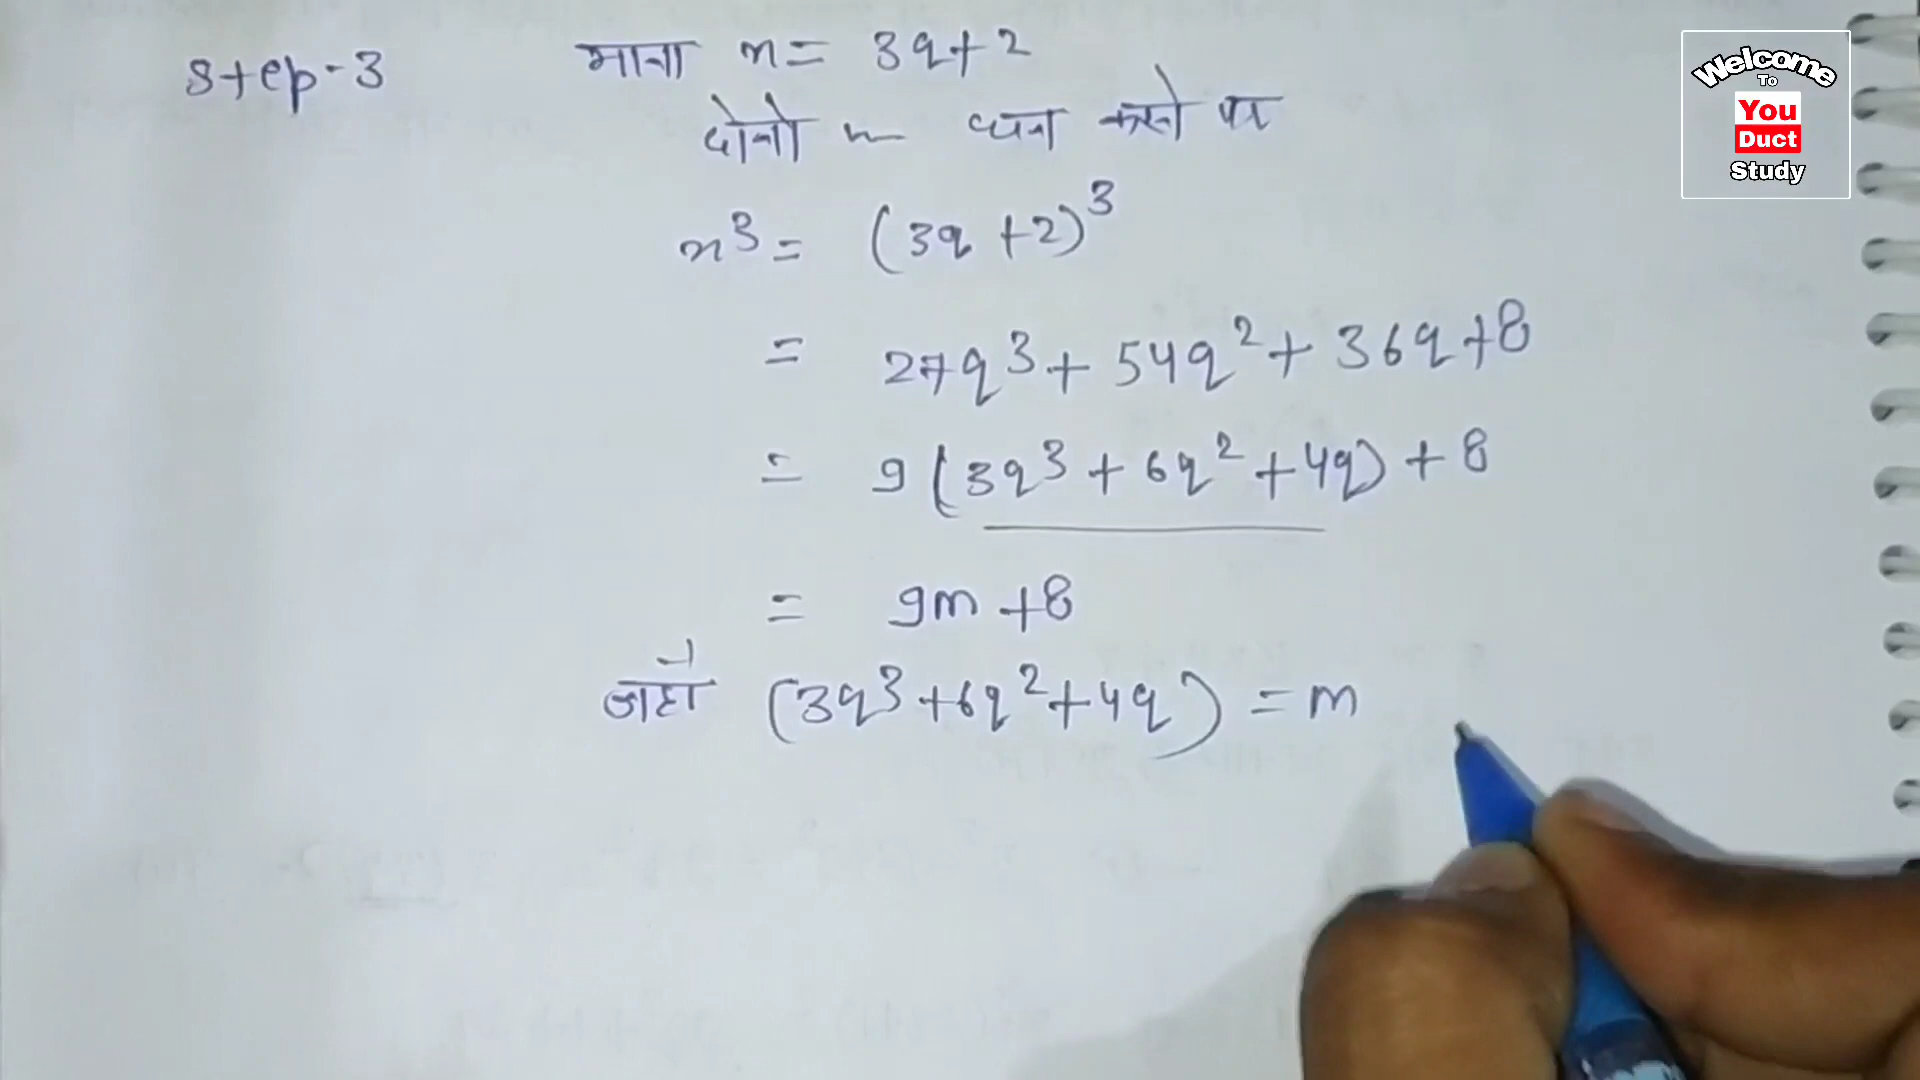 Step-3 माना n = 3q+2
दोनो का घन करने पर
n³ = (3q +2)³
= 27q³ + 54q² + 36q + 8
= 9(3q³ + 6q² + 4q) + 8
= 9m + 8
जहाँ (3q³+6q²+4q) = m
Welcome
To
You
Duct
Study